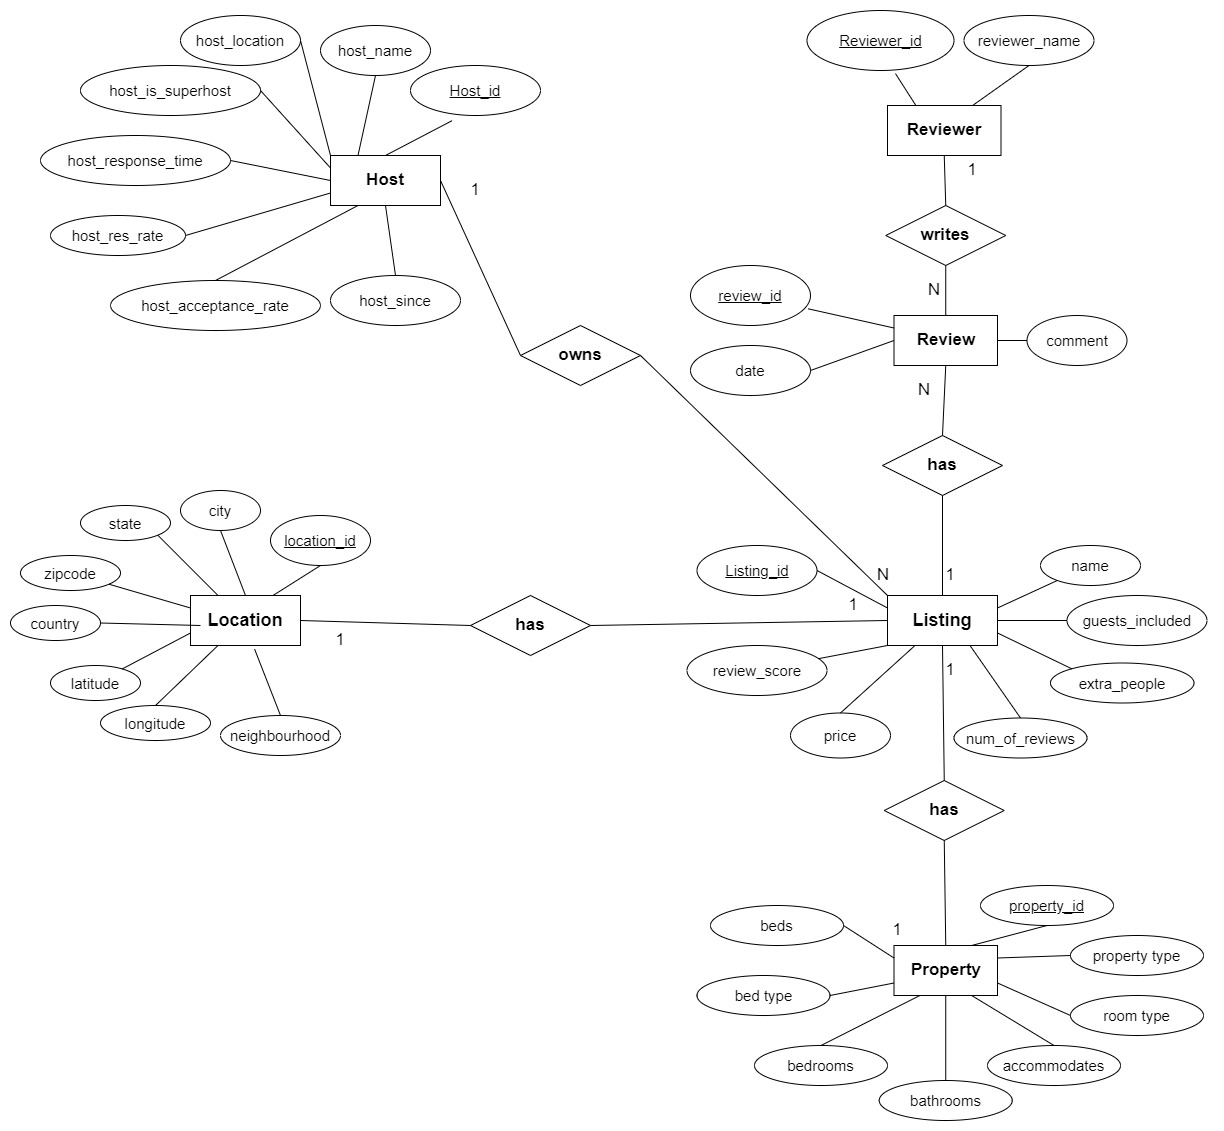 host_location
host_name
host_is_superhost
Host_id
host_response_time
Host
1
host_res_rate
host_acceptance_rate
host_since
owns
N
Reviewer_id
reviewer_name
Reviewer
1
writes
N
review_id
Review
comment
date
N
has
1
state
city
location_id
zipcode
country
Location
1
latitude
longitude
neighbourhood
has
1
Listing_id
Listing
name
guests_included
extra_people
review_score
price
num_of_reviews
1
has
1
beds
property_id
Property
property type
bed type
room type
bedrooms
accommodates
bathrooms